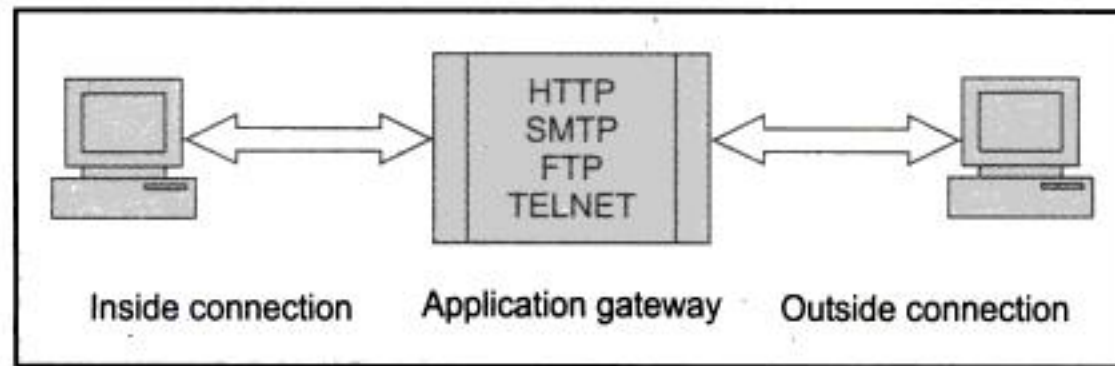 HTTP
SMTP
FTP
TELNET
Inside connection
Application gateway
Outside connection